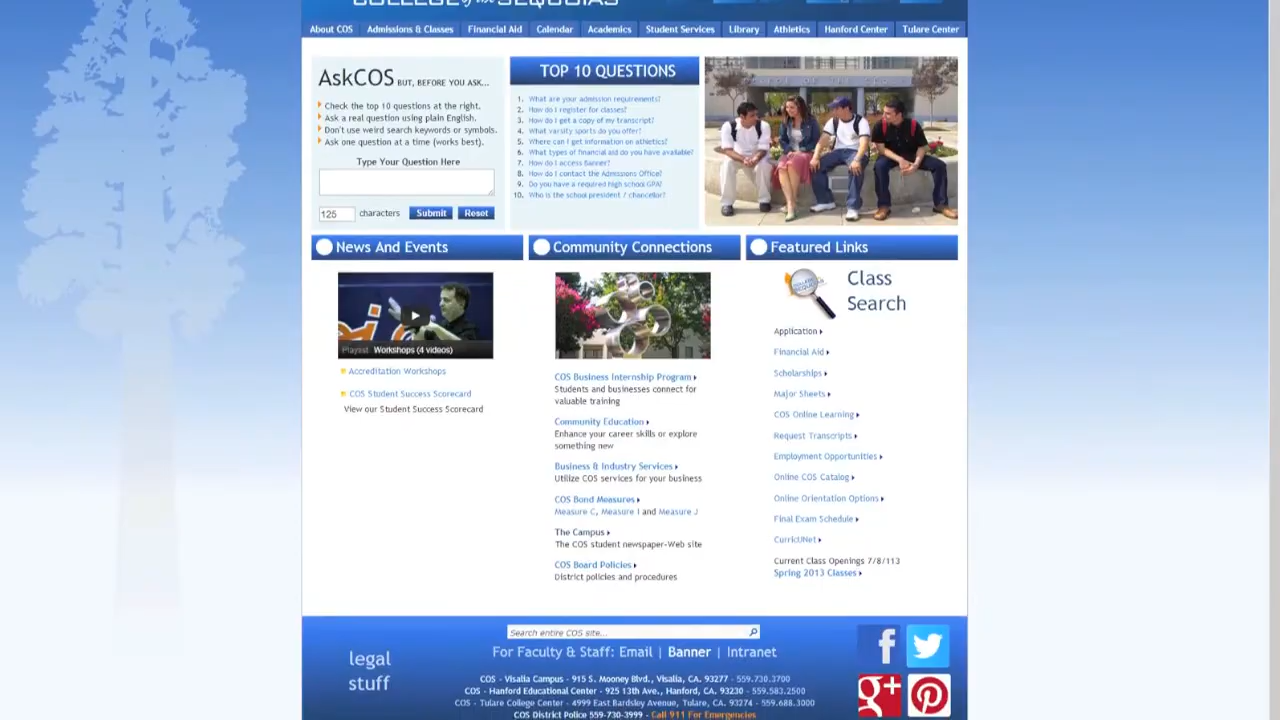 COLLEGE of the SEQUOIAS
About COS Admissions & Classes Financial Aid Calendar Academics Student Services Library Athletics Hanford Center Tulare Center
AskCOS BUT, BEFORE YOU ASK...
Check the top 10 questions at the right.
Ask a real question using plain English.
Don't use weird search keywords or symbols.
Ask one question at a time (works best).
Type Your Question Here
125 characters Submit Reset
TOP 10 QUESTIONS
1. What are your admission requirements?
2. How do I register for classes?
3. How do I get a copy of my transcript?
4. What varsity sports do you offer?
5. Where can I get information on athletics?
6. What types of financial aid do you have available?
7. How do I access Banner?
8. How do I contact the Admissions Office?
9. Do you have a required high school GPA?
10. Who is the school president / chancellor?
News And Events
Playlist Workshops (4 videos)
Accreditation Workshops
COS Student Success Scorecard
View our Student Success Scorecard
Community Connections
COS Business Internship Program
Students and businesses connect for
valuable training
Community Education
Enhance your career skills or explore
something new
Business & Industry Services
Utilize COS services for your business
COS Bond Measures
Measure C, Measure I and Measure J
The Campus
The COS student newspaper-Web site
COS Board Policies
District policies and procedures
Featured Links
Class
Search
Application
Financial Aid
Scholarships
Major Sheets
COS Online Learning
Request Transcripts
Employment Opportunities
Online COS Catalog
Online Orientation Options
Final Exam Schedule
CurricUNet
Current Class Openings 7/8/113
Spring 2013 Classes
legal
stuff
Search entire COS site...
For Faculty & Staff: Email | Banner | Intranet
COS - Visalia Campus - 915 S. Mooney Blvd., Visalia, CA. 93277 - 559.730.3700
COS - Hanford Educational Center - 925 13th Ave., Hanford, CA. 93230 - 559.583.2500
COS - Tulare College Center - 4999 East Bardsley Avenue, Tulare, CA. 93274 - 559.688.3000
COS District Police 559-730-3999 - Call 911 For Emergencies